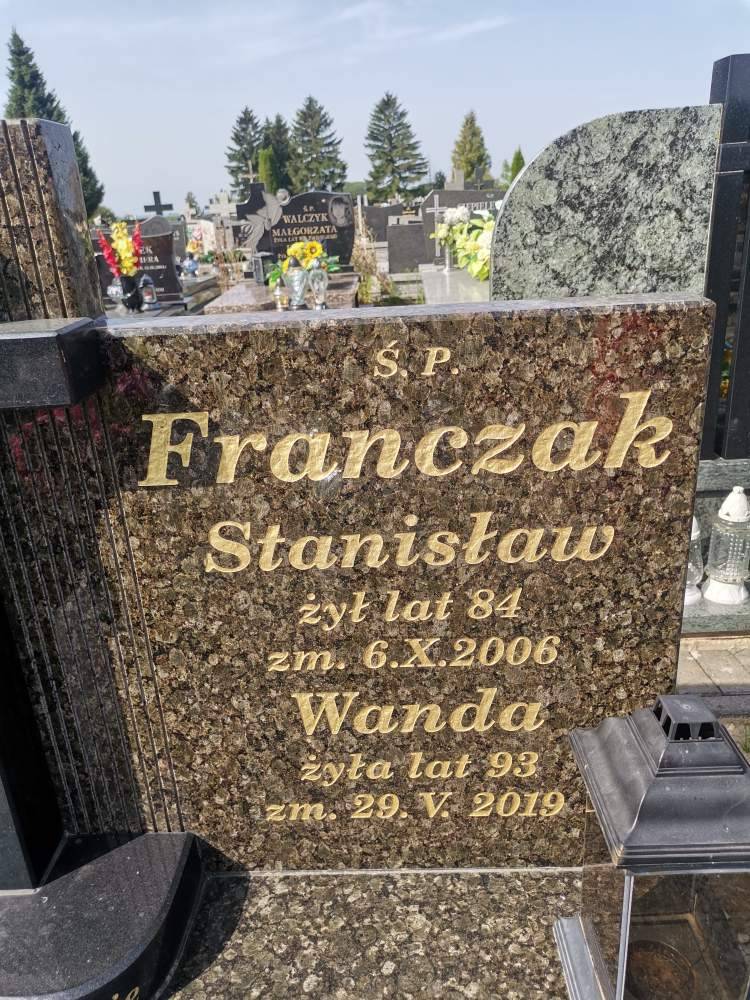 Ś. P.
Franczak
Stanisław
żył lat 84
zm. 6.X.2006
Wanda
żyła lat 93
zm. 29. V. 2019
Ś P.
WALCZYK
MAŁGORZATA